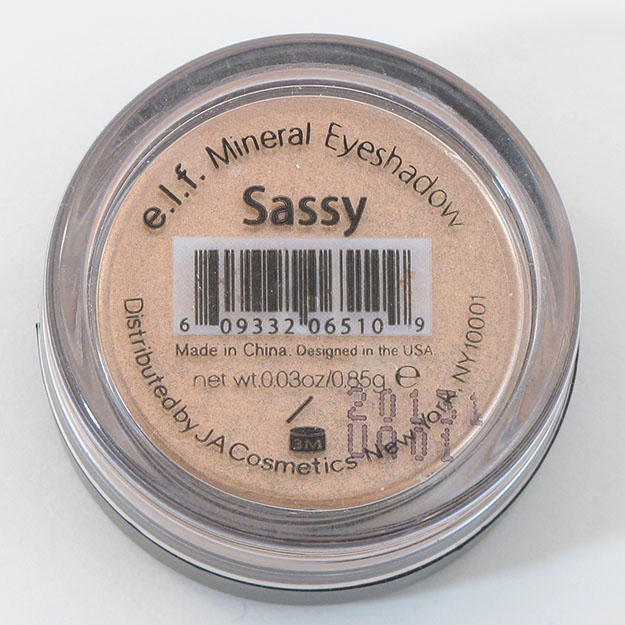 e.l.f. Mineral Eyeshadow
Sassy
6 09332 06510 9
Made in China. Designed in the USA
net wt.0.03oz/0.85g ℮
3M
Distributed by JA Cosmetics New York, NY10001